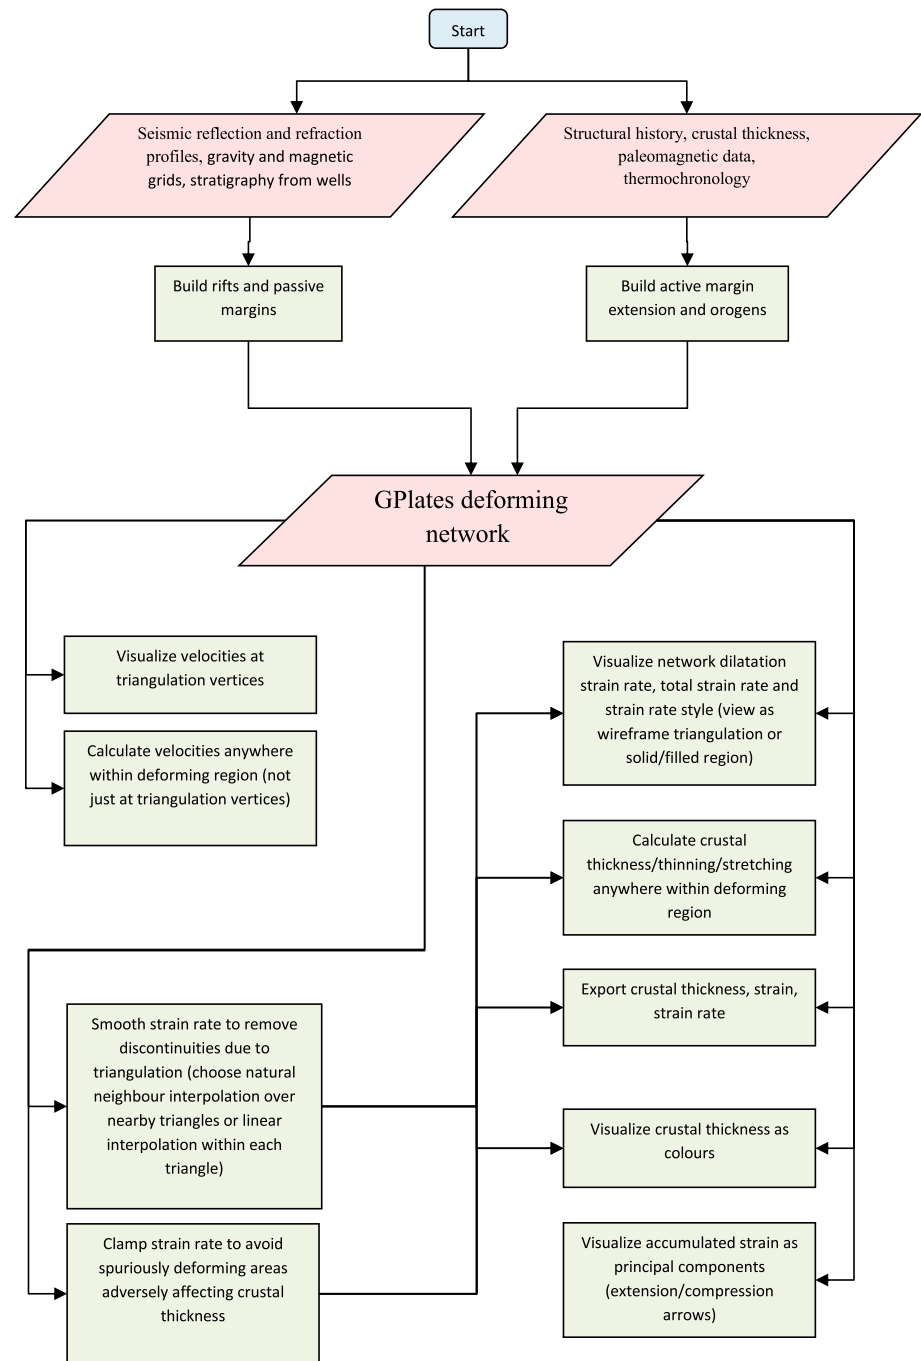 Start
Seismic reflection and refraction
profiles, gravity and magnetic
grids, stratigraphy from wells
Structural history, crustal thickness,
paleomagnetic data,
thermochronology
Build rifts and passive
margins
Build active margin
extension and orogens
GPlates deforming
network
Visualize velocities at
triangulation vertices
Calculate velocities anywhere
within deforming region (not
just at triangulation vertices)
Smooth strain rate to remove
discontinuities due to
triangulation (choose natural
neighbour interpolation over
nearby triangles or linear
interpolation within each
triangle)
Clamp strain rate to avoid
spuriously deforming areas
adversely affecting crustal
thickness
Visualize network dilatation
strain rate, total strain rate and
strain rate style (view as
wireframe triangulation or
solid/filled region)
Calculate crustal
thickness/thinning/stretching
anywhere within deforming
region
Export crustal thickness, strain,
strain rate
Visualize crustal thickness as
colours
Visualize accumulated strain as
principal components
(extension/compression
arrows)